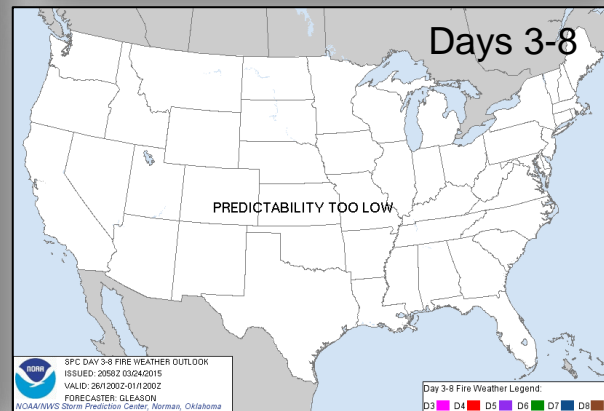 Days 3-8
PREDICTABILITY TOO LOW
NOAA
SPC DAY 3-8 FIRE WEATHER OUTLOOK
ISSUED: 2058Z 03/24/2015
VALID: 26/1200Z-01/1200Z
FORECASTER: GLEASON
NOAA/NWS Storm Prediction Center, Norman, Oklahoma
Day 3-8 Fire Weather Legend:
D3 D4 D5 D6 D7 D8